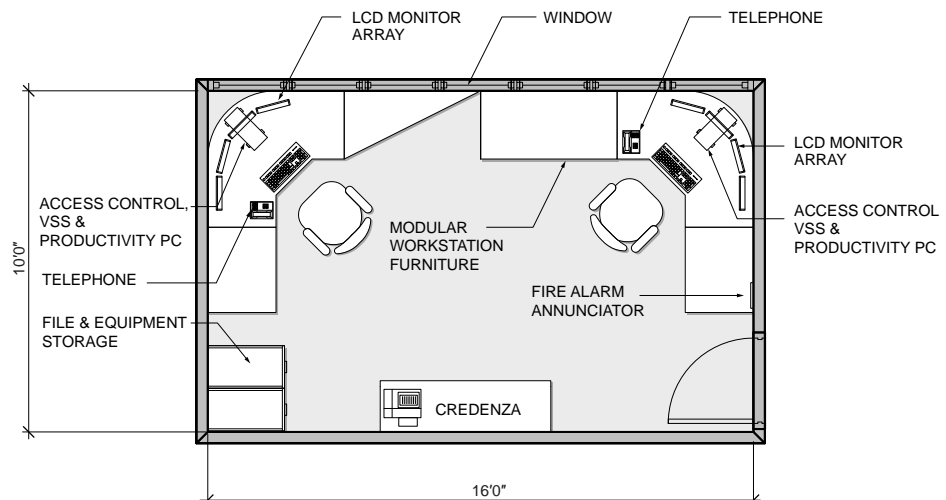 LCD MONITOR
ARRAY
WINDOW
TELEPHONE
10'0"
LCD MONITOR
ARRAY
ACCESS CONTROL,
VSS &
PRODUCTIVITY PC
MODULAR
WORKSTATION
FURNITURE
ACCESS CONTROL
VSS &
PRODUCTIVITY PC
TELEPHONE
FIRE ALARM
ANNUNCIATOR
FILE & EQUIPMENT
STORAGE
CREDENZA
16'0"